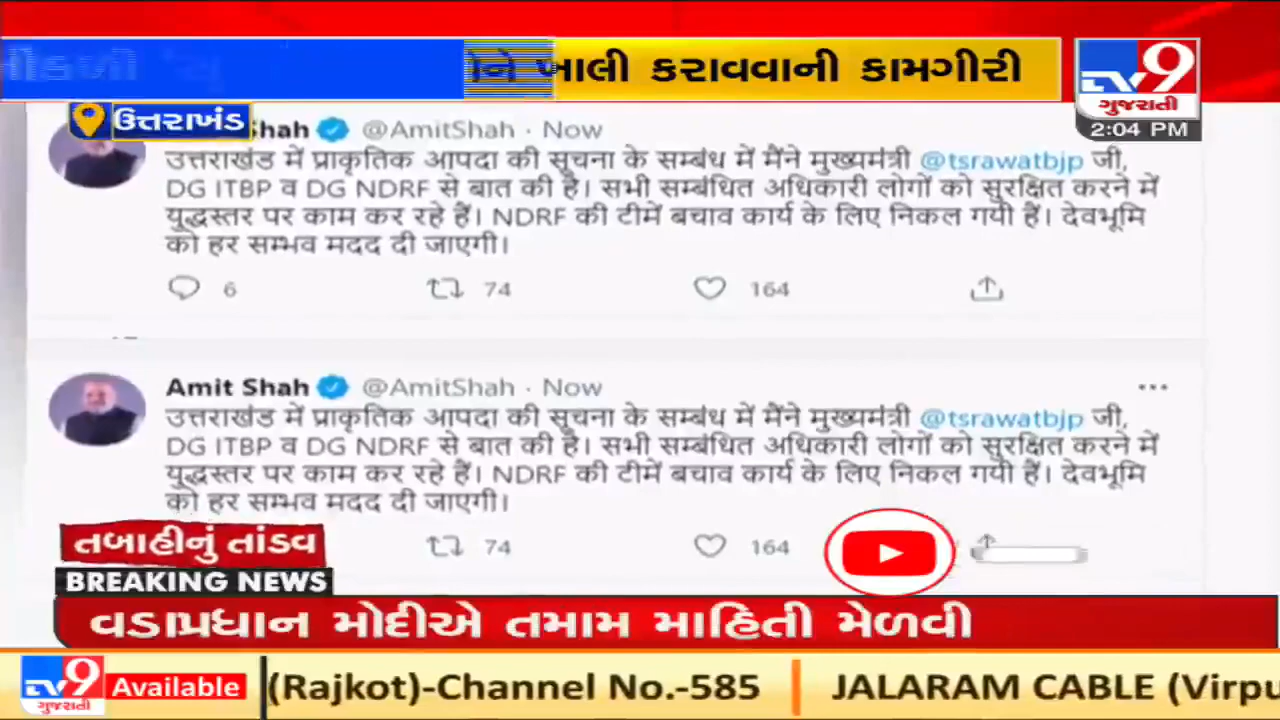 ખાલી કરાવવાની કામગીરી
TV9
ગુજરાતી
2:04 PM
ઉત્તરાખંડ
Shah @AmitShah · Now
उत्तराखंड में प्राकृतिक आपदा की सूचना के सम्बंध में मैंने मुख्यमंत्री @tsrawatbjp जी,
DG ITBP व DG NDRF से बात की है। सभी सम्बंधित अधिकारी लोगों को सुरक्षित करने में
युद्धस्तर पर काम कर रहे हैं। NDRF की टीमें बचाव कार्य के लिए निकल गयी हैं। देवभूमि
को हर सम्भव मदद दी जाएगी।
6 74 164
Amit Shah @AmitShah · Now
उत्तराखंड में प्राकृतिक आपदा की सूचना के सम्बंध में मैंने मुख्यमंत्री @tsrawatbjp जी,
DG ITBP व DG NDRF से बात की है। सभी सम्बंधित अधिकारी लोगों को सुरक्षित करने में
युद्धस्तर पर काम कर रहे हैं। NDRF की टीमें बचाव कार्य के लिए निकल गयी हैं। देवभूमि
को हर सम्भव मदद दी जाएगी।
74 164
તબાહીનું તાંડવ
BREAKING NEWS
વડાપ્રધાન મોદીએ તમામ માહિતી મેળવી
TV9 ગુજરાતી Available (Rajkot)-Channel No.-585 JALARAM CABLE (Virpu